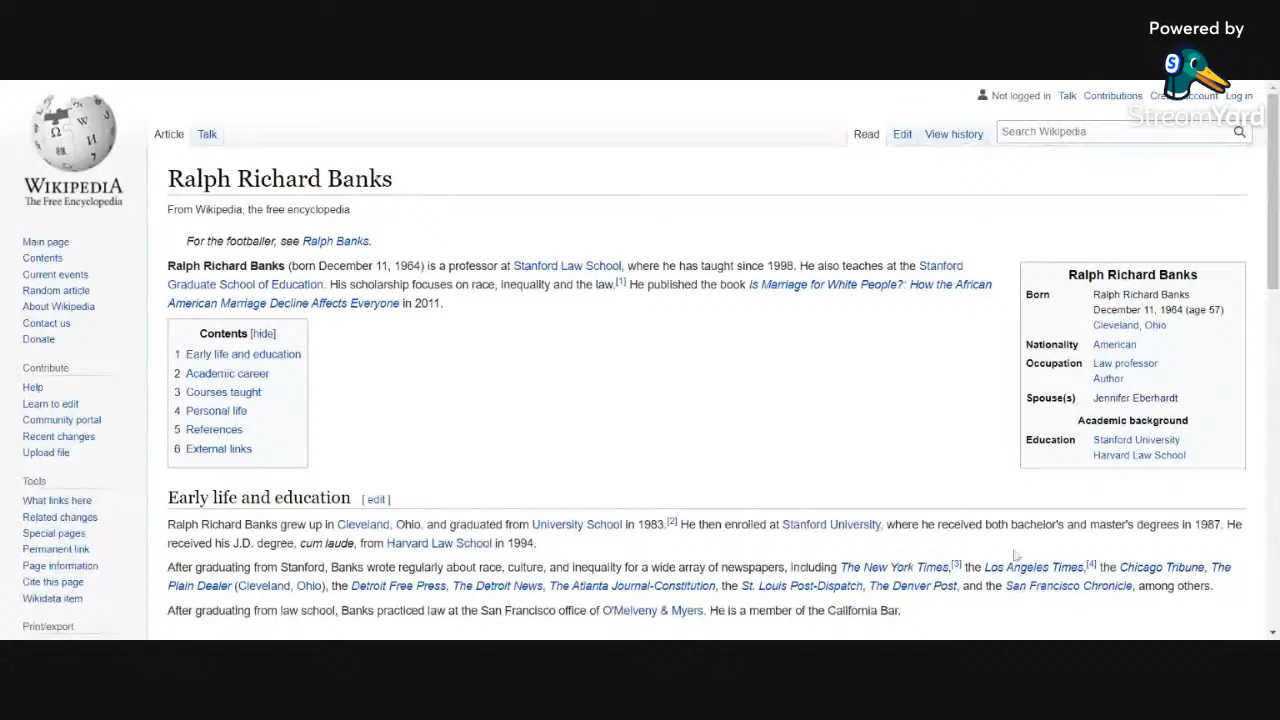 Powered by
S
StreamYard
Not logged in Talk Contributions Create account Log in
Article Talk Read Edit View history Search Wikipedia
WIKIPEDIA
The Free Encyclopedia
Ralph Richard Banks
From Wikipedia, the free encyclopedia
For the footballer, see Ralph Banks.
Ralph Richard Banks (born December 11, 1964) is a professor at Stanford Law School, where he has taught since 1998. He also teaches at the Stanford
Graduate School of Education. His scholarship focuses on race, inequality and the law.[1] He published the book Is Marriage for White People?: How the African
American Marriage Decline Affects Everyone in 2011.
Contents [hide]
1 Early life and education
2 Academic career
3 Courses taught
4 Personal life
5 References
6 External links
Ralph Richard Banks
Born Ralph Richard Banks
December 11, 1964 (age 57)
Cleveland, Ohio
Nationality American
Occupation Law professor
Author
Spouse(s) Jennifer Eberhardt
Academic background
Education Stanford University
Harvard Law School
Early life and education [ edit ]
Ralph Richard Banks grew up in Cleveland, Ohio, and graduated from University School in 1983.[2] He then enrolled at Stanford University, where he received both bachelor's and master's degrees in 1987. He
received his J.D. degree, cum laude, from Harvard Law School in 1994.
After graduating from Stanford, Banks wrote regularly about race, culture, and inequality for a wide array of newspapers, including The New York Times,[3] the Los Angeles Times,[4] the Chicago Tribune, The
Plain Dealer (Cleveland, Ohio), the Detroit Free Press, The Detroit News, The Atlanta Journal-Constitution, the St. Louis Post-Dispatch, The Denver Post, and the San Francisco Chronicle, among others.
After graduating from law school, Banks practiced law at the San Francisco office of O'Melveny & Myers. He is a member of the California Bar.
Main page
Contents
Current events
Random article
About Wikipedia
Contact us
Donate
Contribute
Help
Learn to edit
Community portal
Recent changes
Upload file
Tools
What links here
Related changes
Special pages
Permanent link
Page information
Cite this page
Wikidata item
Print/export